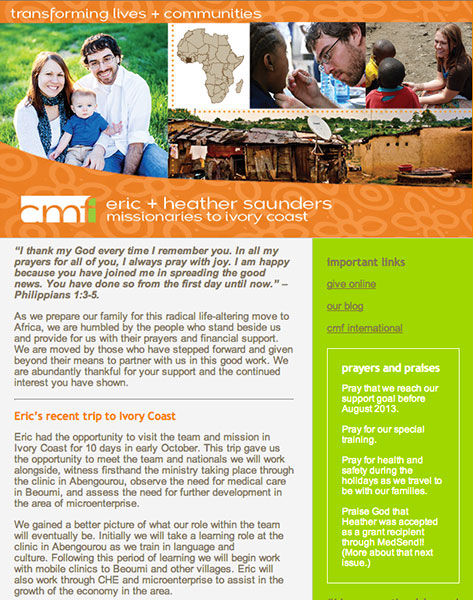 transforming lives + communities
cmfi
eric + heather saunders
missionaries to ivory coast
“I thank my God every time I remember you. In all my
prayers for all of you, I always pray with joy. I am happy
because you have joined me in spreading the good
news. You have done so from the first day until now.” –
Philippians 1:3-5.
As we prepare our family for this radical life-altering move to
Africa, we are humbled by the people who stand beside us
and provide for us with their prayers and financial support.
We are moved by those who have stepped forward and given
beyond their means to partner with us in this good work. We
are abundantly thankful for your support and the continued
interest you have shown.
Eric’s recent trip to Ivory Coast
Eric had the opportunity to visit the team and mission in
Ivory Coast for 10 days in early October. This trip gave us
the opportunity to meet the team and nationals we will work
alongside, witness firsthand the ministry taking place through
the clinic in Abengourou, observe the need for medical care
in Beoumi, and assess the need for further development in
the area of microenterprise.
We gained a better picture of what our role within the team
will eventually be. Initially we will take a learning role at the
clinic in Abengourou as we train in language and
culture. Following this period of learning we will begin work
with mobile clinics to Beoumi and other villages. Eric will
also work through CHE and microenterprise to assist in the
growth of the economy in the area.
important links
give online
our blog
cmf international
prayers and praises
Pray that we reach our
support goal before
August 2013.
Pray for our special
training.
Pray for health and
safety during the
holidays as we travel to
be with our families.
Praise God that
Heather was accepted
as a grant recipient
through MedSend!!
(More about that next
issue.)